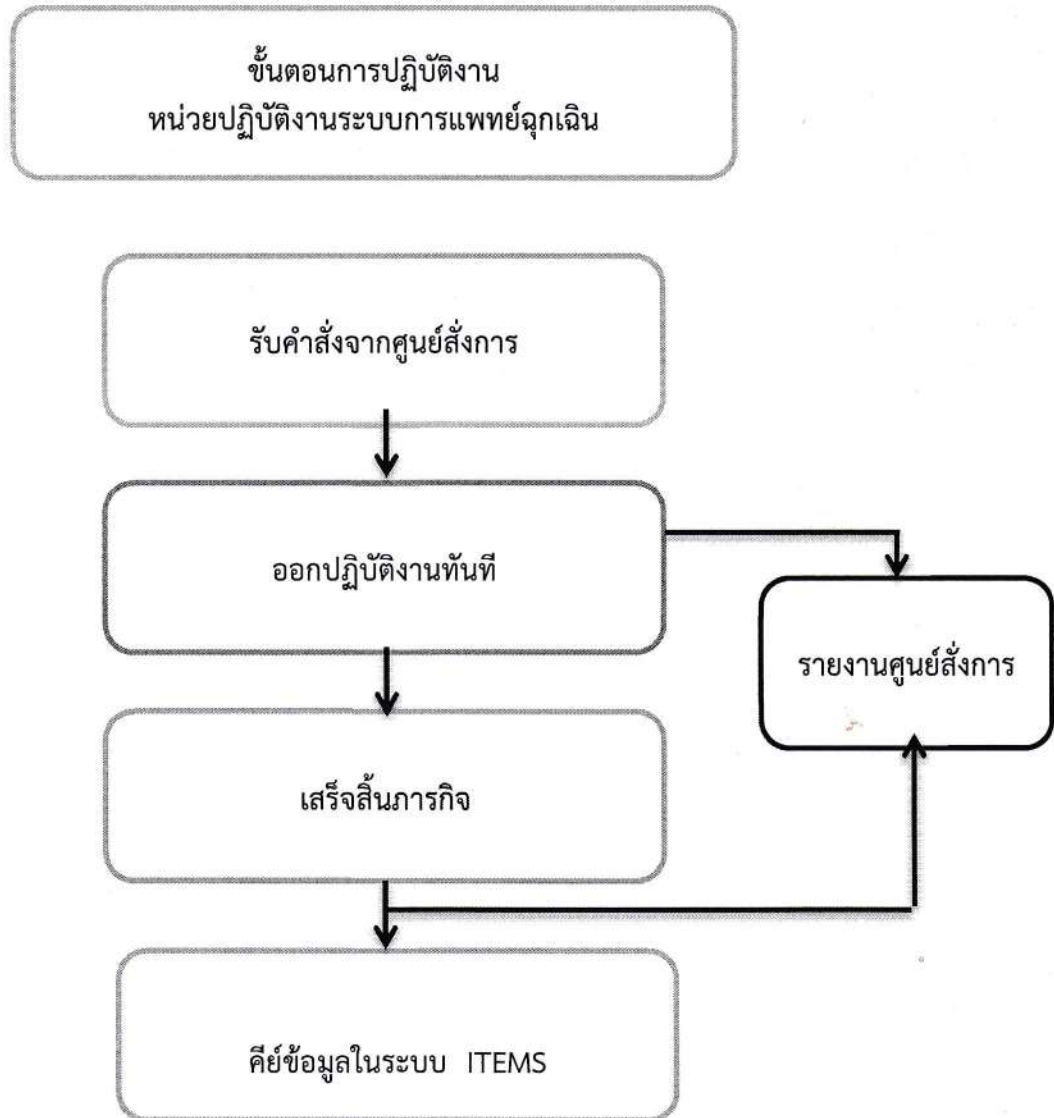 ขั้นตอนการปฏิบัติงาน
หน่วยปฏิบัติงานระบบการแพทย์ฉุกเฉิน
รับคำสั่งจากศูนย์สั่งการ
ออกปฏิบัติงานทันที
รายงานศูนย์สั่งการ
เสร็จสิ้นภารกิจ
คีย์ข้อมูลในระบบ ITEMS